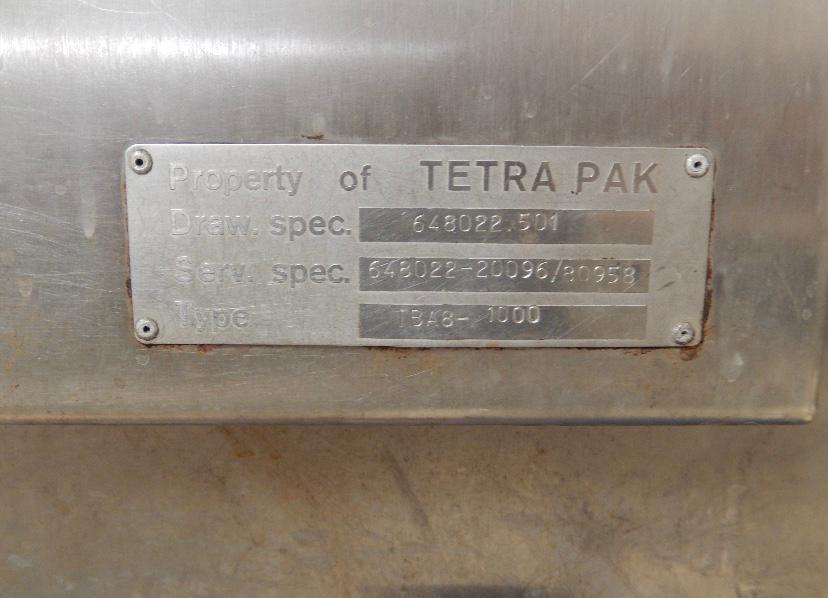 Property of TETRA PAK
Draw. spec. 648022.501
Serv. spec. 648022-20096/80958
Type TBA8- 1000